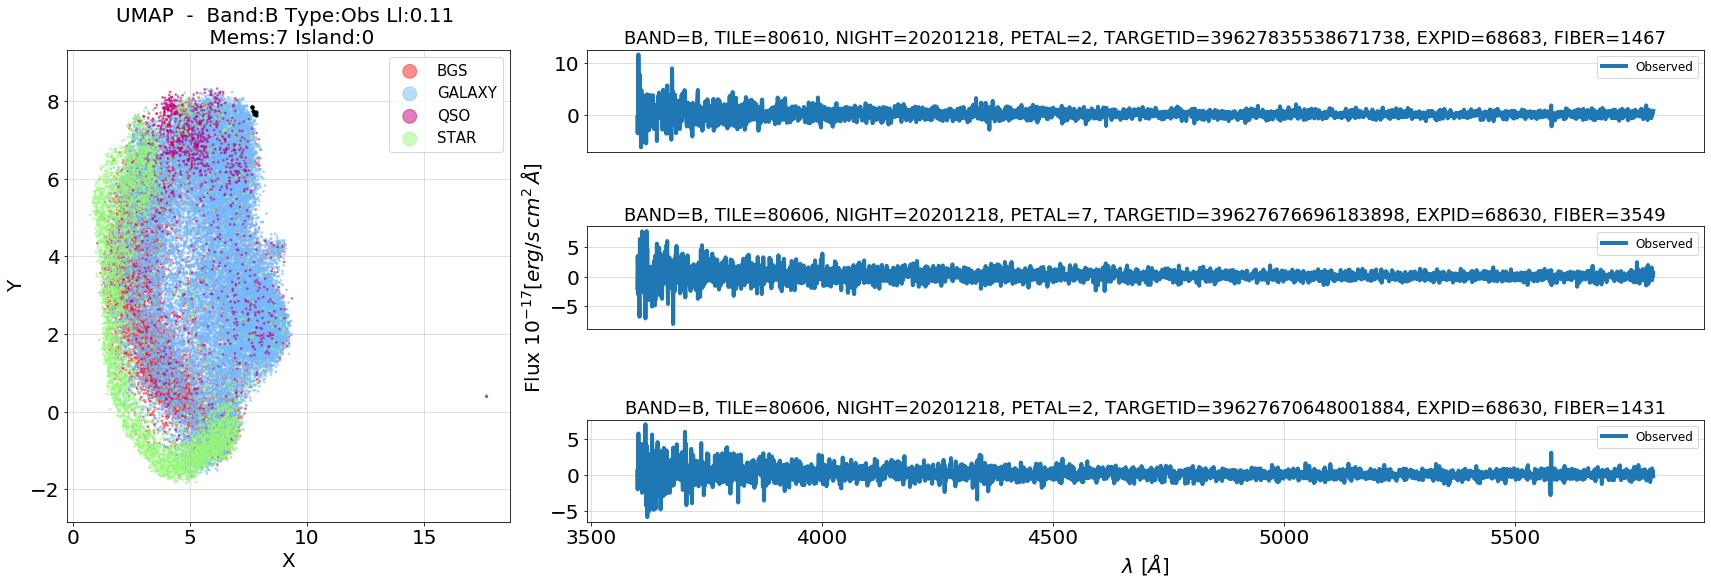 UMAP - Band:B Type:Obs Ll:0.11
Mems:7 Island:0
BGS
GALAXY
QSO
STAR
8
6
4
2
0
−2
Y
0
5
10
15
X
BAND=B, TILE=80610, NIGHT=20201218, PETAL=2, TARGETID=39627835538671738, EXPID=68683, FIBER=1467
Observed
10
0
BAND=B, TILE=80606, NIGHT=20201218, PETAL=7, TARGETID=39627676696183898, EXPID=68630, FIBER=3549
Observed
5
0
−5
Flux 10⁻¹⁷[erg/s cm² Å]
BAND=B, TILE=80606, NIGHT=20201218, PETAL=2, TARGETID=39627670648001884, EXPID=68630, FIBER=1431
Observed
5
0
−5
3500
4000
4500
5000
5500
λ [Å]